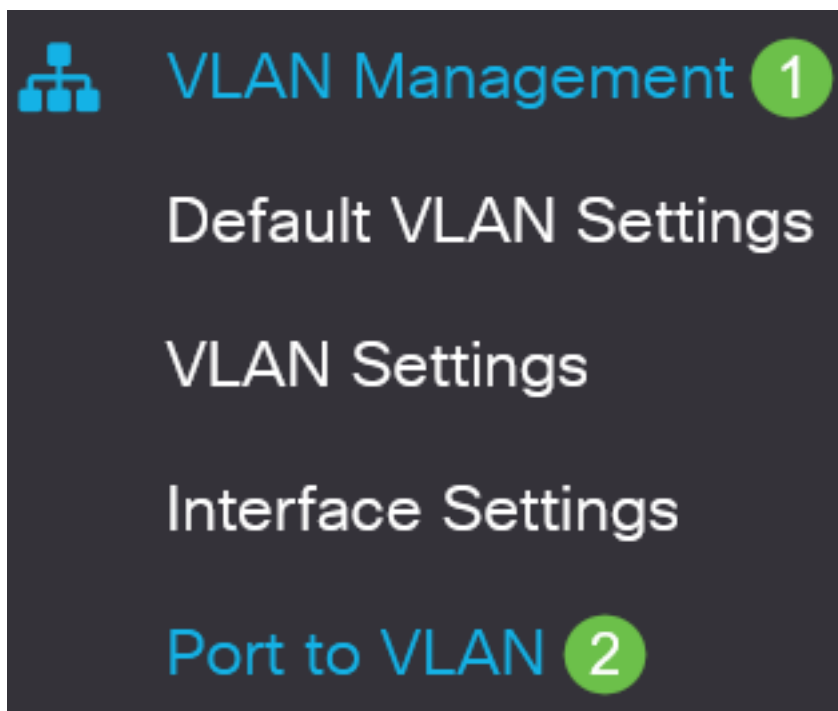 VLAN Management 1
Default VLAN Settings
VLAN Settings
Interface Settings
Port to VLAN 2